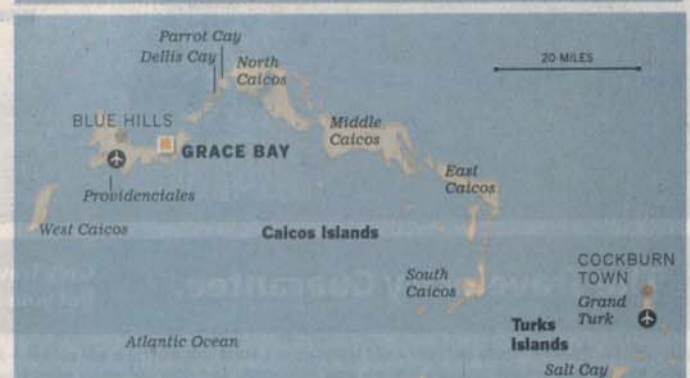 Parrot Cay
Dellis Cay
North
Caicos
20 MILES
BLUE HILLS
Middle
Caicos
GRACE BAY
East
Caicos
Providenciales
West Caicos
Caicos Islands
COCKBURN
TOWN
South
Caicos
Grand
Turk
Turks
Islands
Atlantic Ocean
Salt Cay